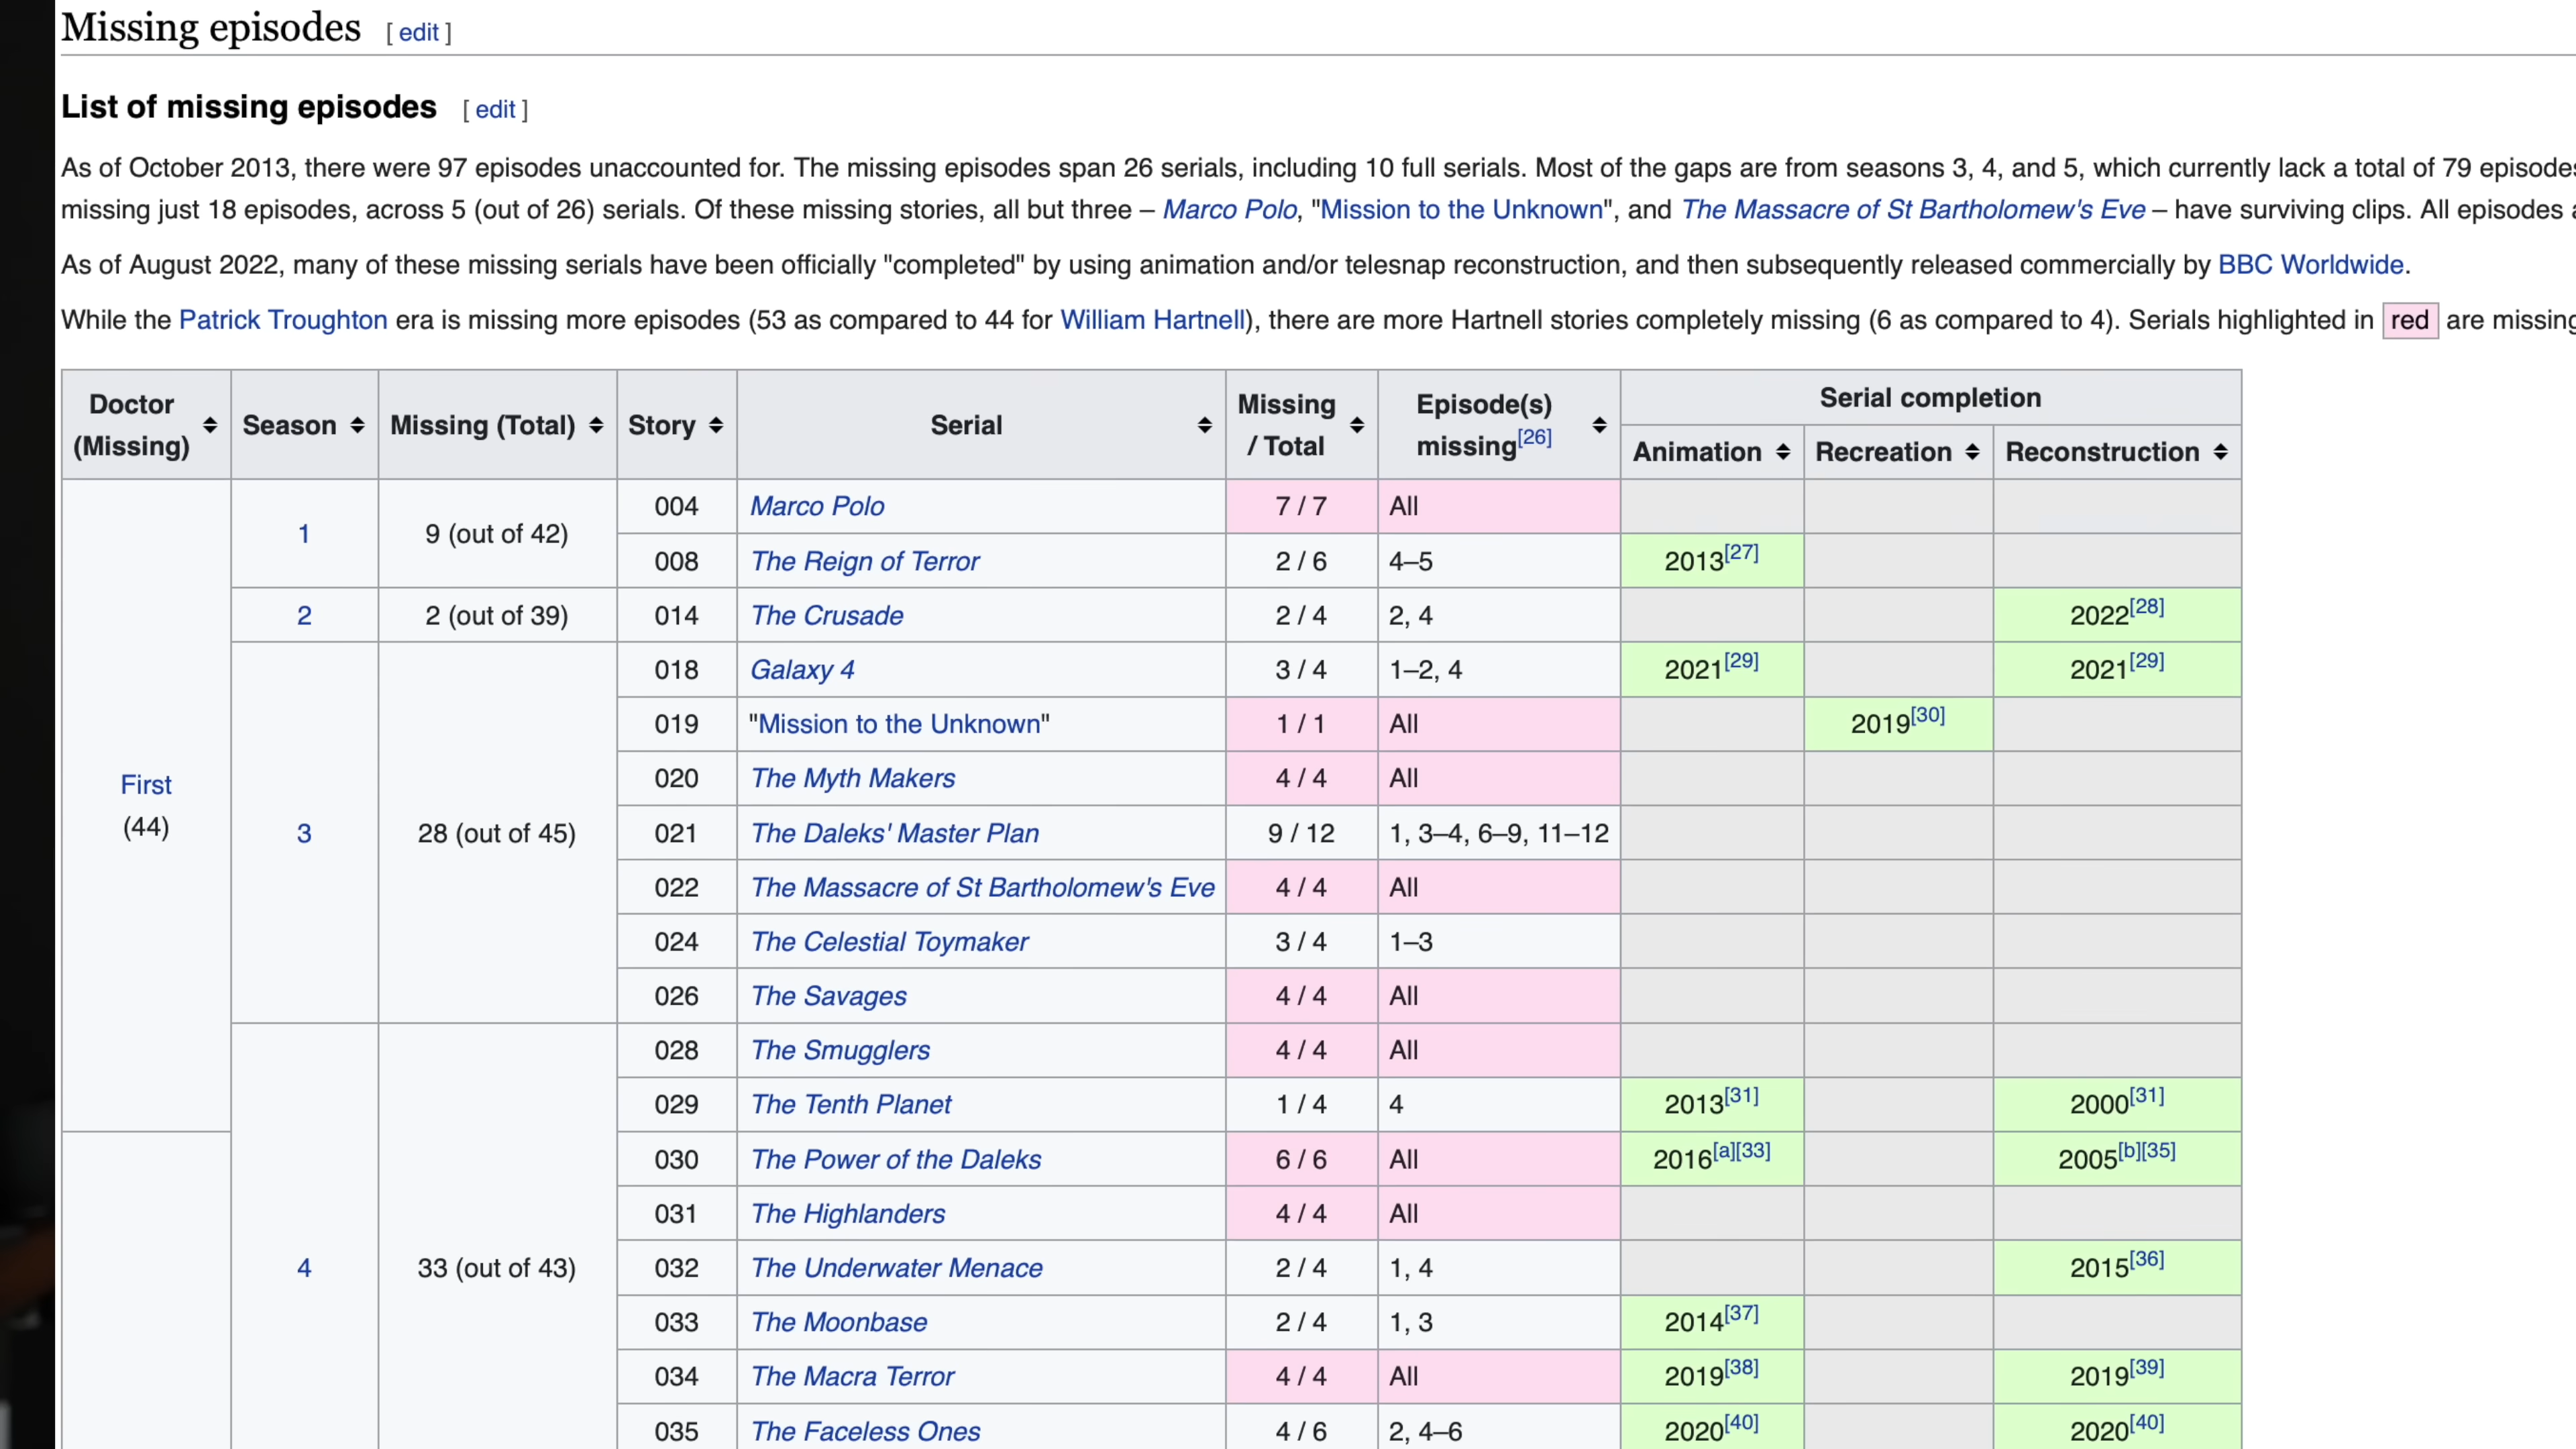 Missing episodes [ edit ]
List of missing episodes [ edit ]
As of October 2013, there were 97 episodes unaccounted for. The missing episodes span 26 serials, including 10 full serials. Most of the gaps are from seasons 3, 4, and 5, which currently lack a total of 79 episodes
missing just 18 episodes, across 5 (out of 26) serials. Of these missing stories, all but three – Marco Polo, "Mission to the Unknown", and The Massacre of St Bartholomew's Eve – have surviving clips. All episodes
As of August 2022, many of these missing serials have been officially "completed" by using animation and/or telesnap reconstruction, and then subsequently released commercially by BBC Worldwide.
While the Patrick Troughton era is missing more episodes (53 as compared to 44 for William Hartnell), there are more Hartnell stories completely missing (6 as compared to 4). Serials highlighted in red are missing
Doctor (Missing) Season Missing (Total) Story Serial Missing / Total Episode(s) missing[26] Serial completion
Animation Recreation Reconstruction
First (44)
1 9 (out of 42) 004 Marco Polo 7 / 7 All
008 The Reign of Terror 2 / 6 4–5 2013[27]
2 2 (out of 39) 014 The Crusade 2 / 4 2, 4 2022[28]
3 28 (out of 45) 018 Galaxy 4 3 / 4 1–2, 4 2021[29] 2021[29]
019 "Mission to the Unknown" 1 / 1 All 2019[30]
020 The Myth Makers 4 / 4 All
021 The Daleks' Master Plan 9 / 12 1, 3–4, 6–9, 11–12
022 The Massacre of St Bartholomew's Eve 4 / 4 All
024 The Celestial Toymaker 3 / 4 1–3
026 The Savages 4 / 4 All
4 33 (out of 43) 028 The Smugglers 4 / 4 All
029 The Tenth Planet 1 / 4 4 2013[31] 2000[31]
030 The Power of the Daleks 6 / 6 All 2016[a][33] 2005[b][35]
031 The Highlanders 4 / 4 All
032 The Underwater Menace 2 / 4 1, 4 2015[36]
033 The Moonbase 2 / 4 1, 3 2014[37]
034 The Macra Terror 4 / 4 All 2019[38] 2019[39]
035 The Faceless Ones 4 / 6 2, 4–6 2020[40] 2020[40]